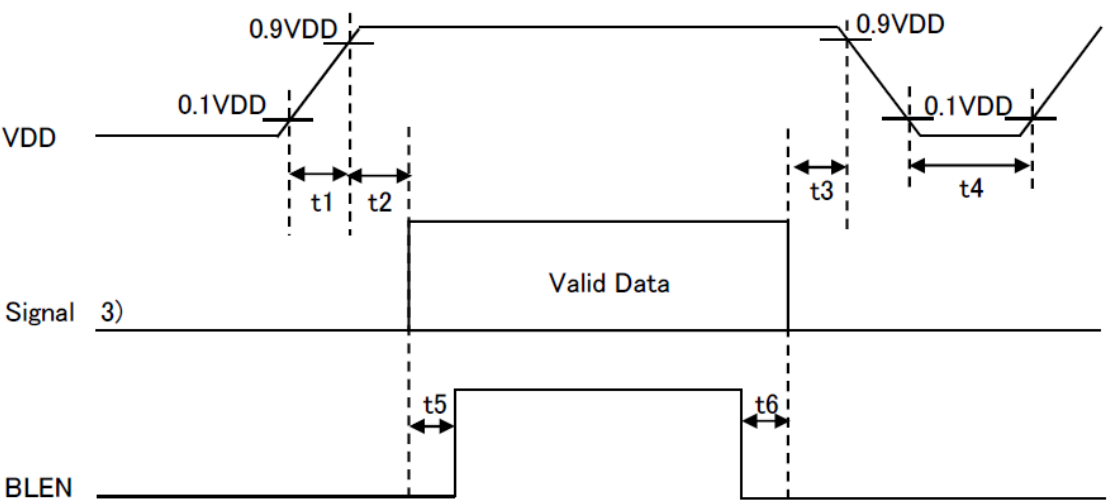 0.9VDD
0.9VDD
0.1VDD
0.1VDD
VDD
t1
t2
t3
t4
Valid Data
Signal 3)
t5
t6
BLEN